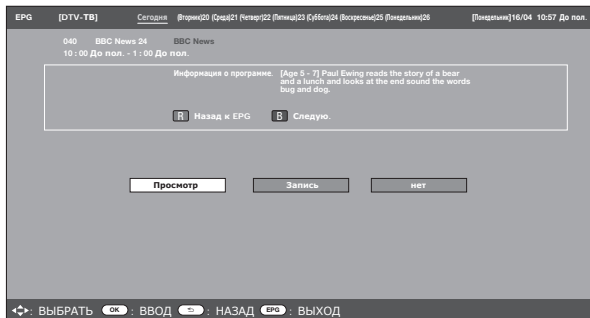 EPG [DTV-TB] Сегодня (Вторник)20 (Среда)21 (Четверг)22 (Пятница)23 (Суббота)24 (Воскресенье)25 (Понедельник)26 [Понедельник]16/04 10:57 До пол.
040 BBC News 24 BBC News
10 : 00 До пол. - 1 : 00 До пол.
Информация о программе. [Age 5 - 7] Paul Ewing reads the story of a bear
and a lunch and looks at the end sound the words
bug and dog.
R Назад к EPG B Следую.
Просмотр Запись нет
: ВЫБРАТЬ OK : ВВОД : НАЗАД EPG : ВЫХОД